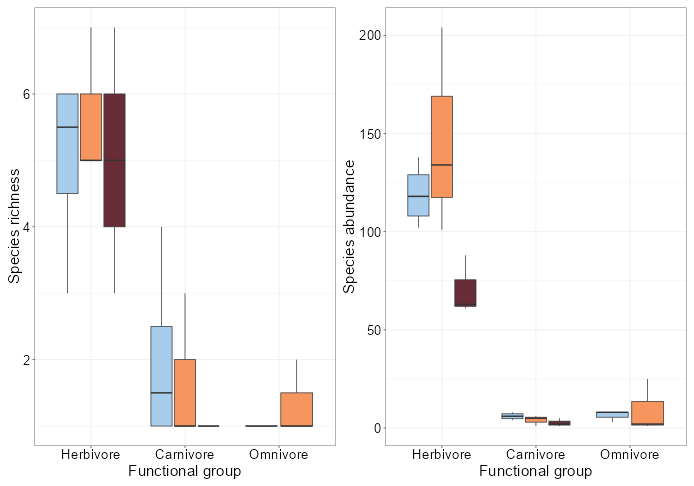 Species richness
6
4
2
Herbivore Carnivore Omnivore
Functional group
Species abundance
200
150
100
50
0
Herbivore Carnivore Omnivore
Functional group